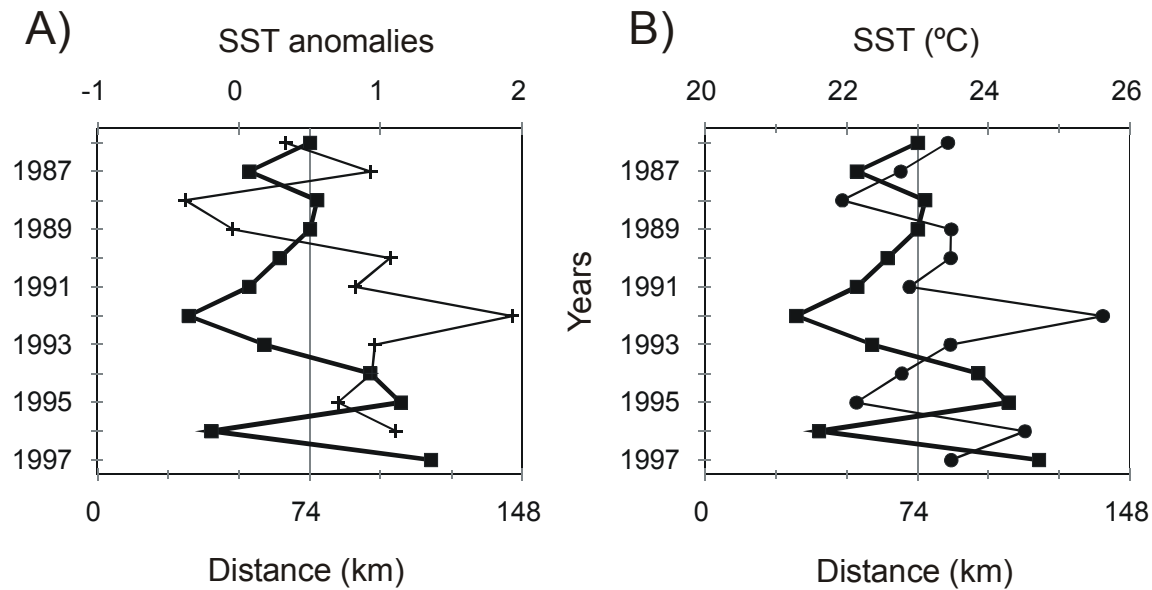 A)
SST anomalies
-1 0 1 2
1987
1989
1991
1993
1995
1997
0 74 148
Distance (km)
B)
SST (ºC)
20 22 24 26
Years
1987
1989
1991
1993
1995
1997
0 74 148
Distance (km)